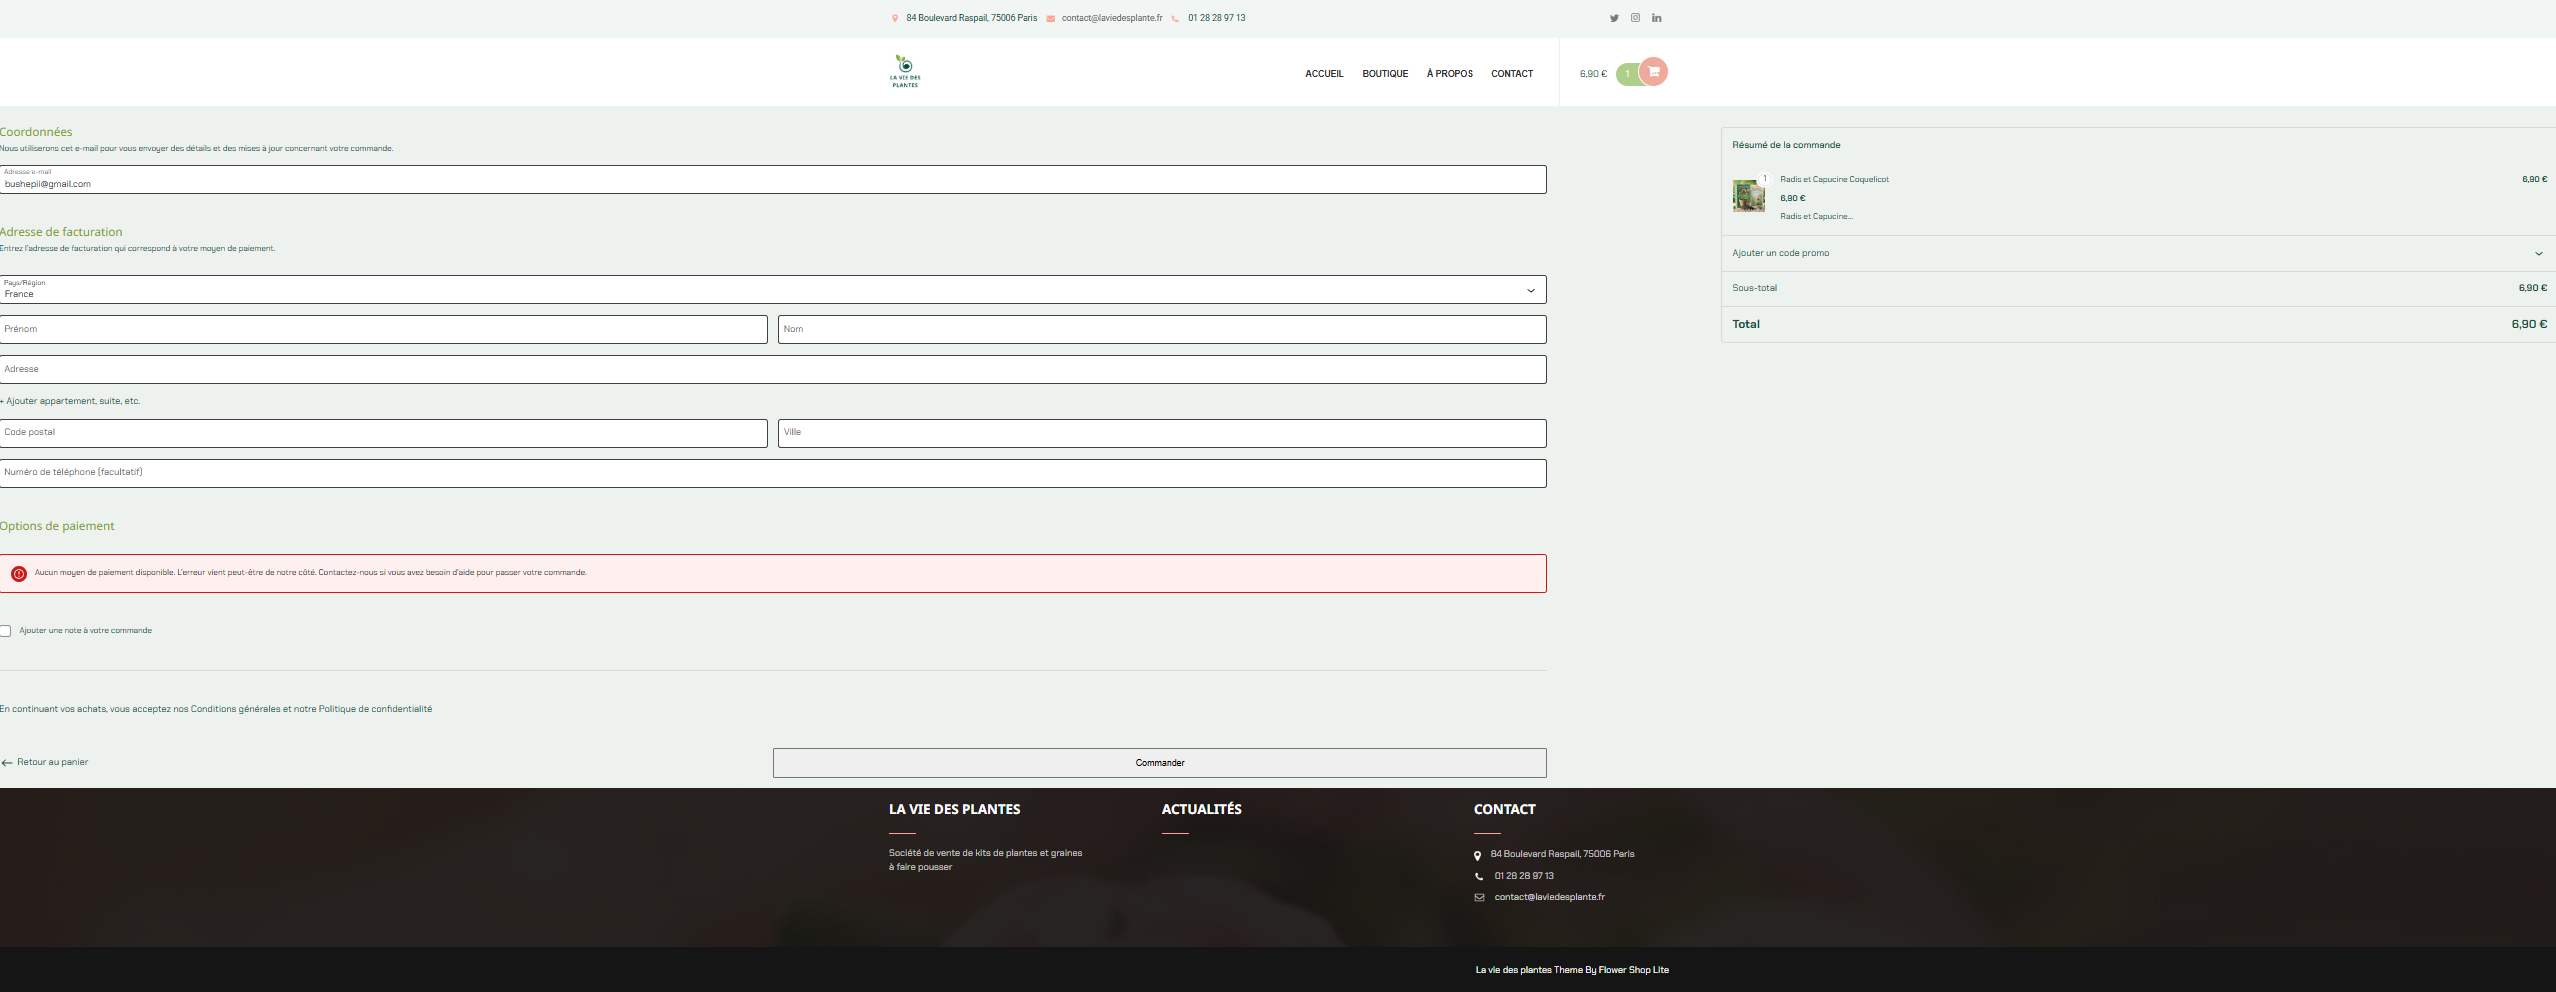 84 Boulevard Raspail, 75006 Paris contact@laviedesplante.fr 01 28 28 97 13
LA VIE DES
PLANTES
ACCUEIL BOUTIQUE À PROPOS CONTACT 6,90 € 1
Coordonnées
Nous utiliserons cet e-mail pour vous envoyer des détails et des mises à jour concernant votre commande.
Adresse e-mail
bushepii@gmail.com
Adresse de facturation
Entrez l'adresse de facturation qui correspond à votre moyen de paiement.
Pays/Région
France
Prénom
Nom
Adresse
+ Ajouter appartement, suite, etc.
Code postal
Ville
Numéro de téléphone (facultatif)
Options de paiement
Aucun moyen de paiement disponible. L'erreur vient peut-être de notre côté. Contactez-nous si vous avez besoin d'aide pour passer votre commande.
Ajouter une note à votre commande
En continuant vos achats, vous acceptez nos Conditions générales et notre Politique de confidentialité
Retour au panier
Commander
Résumé de la commande
1
Radis et Capucine Coquelicot 6,90 €
6,90 €
Radis et Capucine...
Ajouter un code promo
Sous-total 6,90 €
Total 6,90 €
LA VIE DES PLANTES
Société de vente de kits de plantes et graines
à faire pousser
ACTUALITÉS
CONTACT
84 Boulevard Raspail, 75006 Paris
01 28 28 97 13
contact@laviedesplante.fr
La vie des plantes Theme By Flower Shop Lite